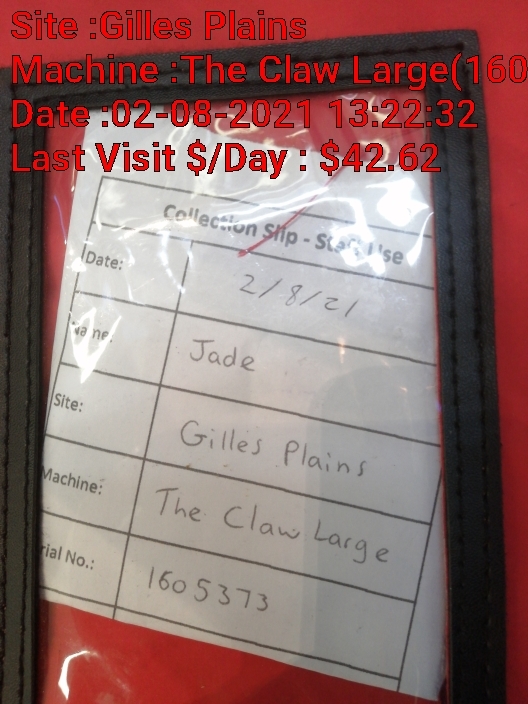 Site :Gilles Plains
Machine :The Claw Large(160
Date :02-08-2021 13:22:32
Last Visit $/Day : $42.62
Collection Slip - Staff Use
Date: 2/8/21
Name: Jade
Site: Gilles Plains
Machine: The Claw Large
rial No.: 1605373